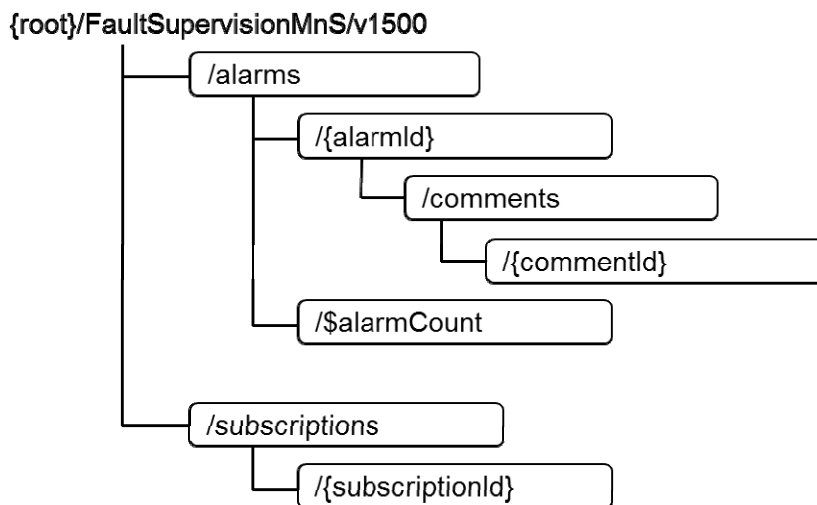 {root}/FaultSupervisionMnS/v1500
/alarms
/{alarmId}
/comments
/{commentId}
/$alarmCount
/subscriptions
/{subscriptionId}